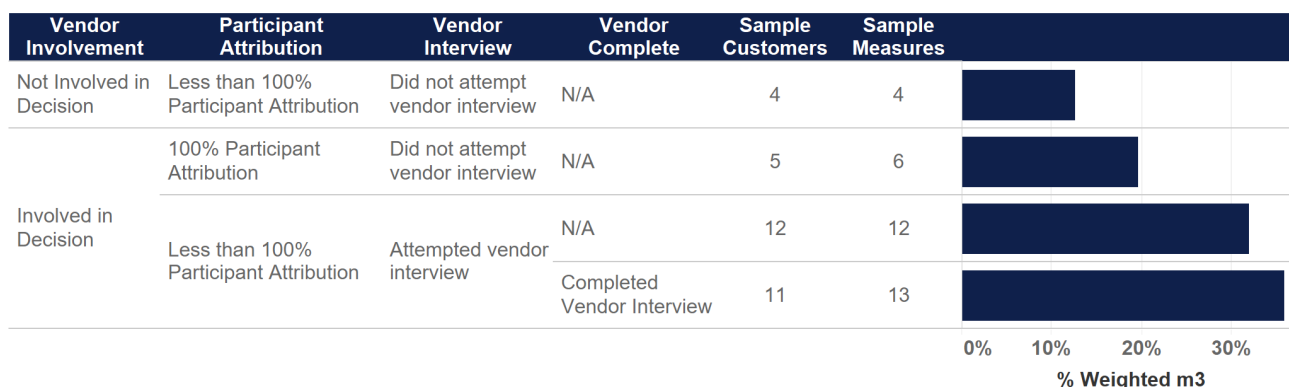 Vendor Involvement
Participant Attribution
Vendor Interview
Vendor Complete
Sample Customers
Sample Measures
Not Involved in Decision
Less than 100% Participant Attribution
Did not attempt vendor interview
N/A
4
4
Involved in Decision
100% Participant Attribution
Did not attempt vendor interview
N/A
5
6
Less than 100% Participant Attribution
Attempted vendor interview
N/A
12
12
Completed Vendor Interview
11
13
0% 10% 20% 30%
% Weighted m3